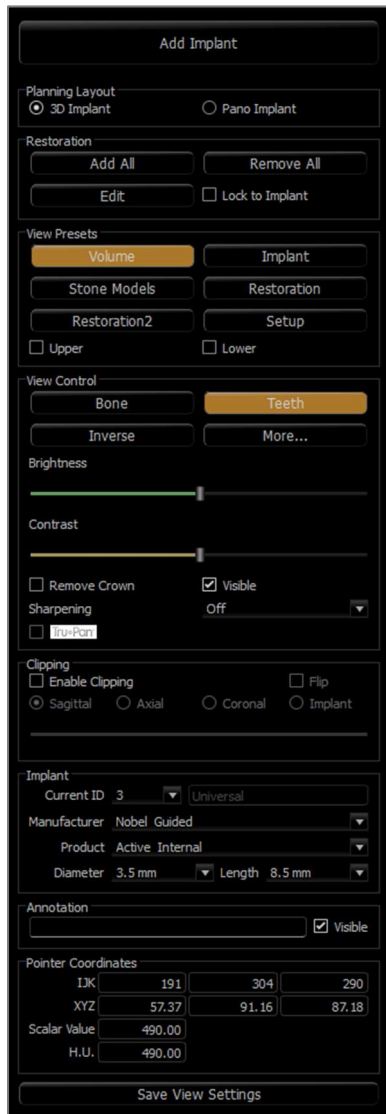 Add Implant
Planning Layout
3D Implant Pano Implant
Restoration
Add All Remove All
Edit Lock to Implant
View Presets
Volume Implant
Stone Models Restoration
Restoration2 Setup
Upper Lower
View Control
Bone Teeth
Inverse More...
Brightness
Contrast
Remove Crown Visible
Sharpening Off
Tru•Pan
Clipping
Enable Clipping Flip
Sagittal Axial Coronal Implant
Implant
Current ID 3 Universal
Manufacturer Nobel Guided
Product Active Internal
Diameter 3.5 mm Length 8.5 mm
Annotation
Visible
Pointer Coordinates
IJK 191 304 290
XYZ 57.37 91.16 87.18
Scalar Value 490.00
H.U. 490.00
Save View Settings